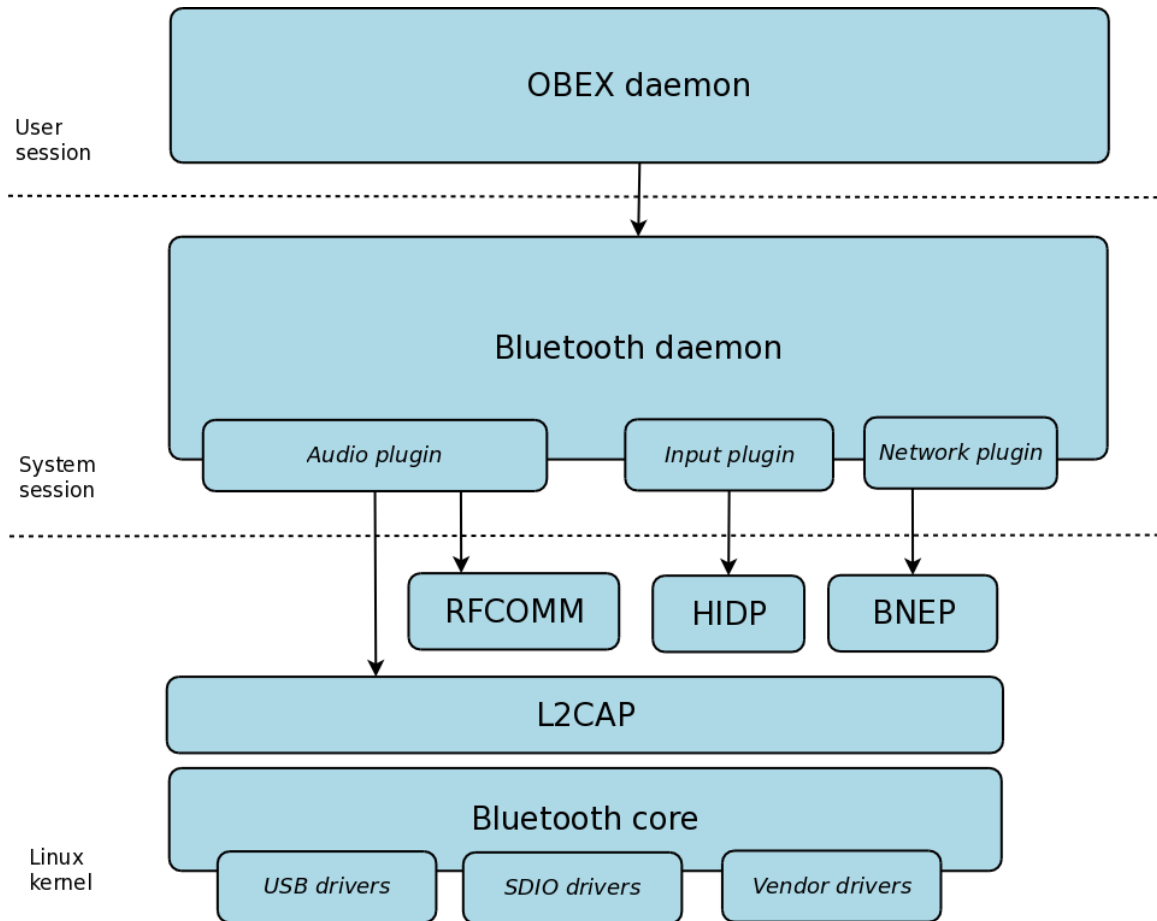 OBEX daemon
User
session
Bluetooth daemon
Audio plugin
Input plugin
Network plugin
System
session
RFCOMM
HIDP
BNEP
L2CAP
Bluetooth core
Linux
kernel
USB drivers
SDIO drivers
Vendor drivers